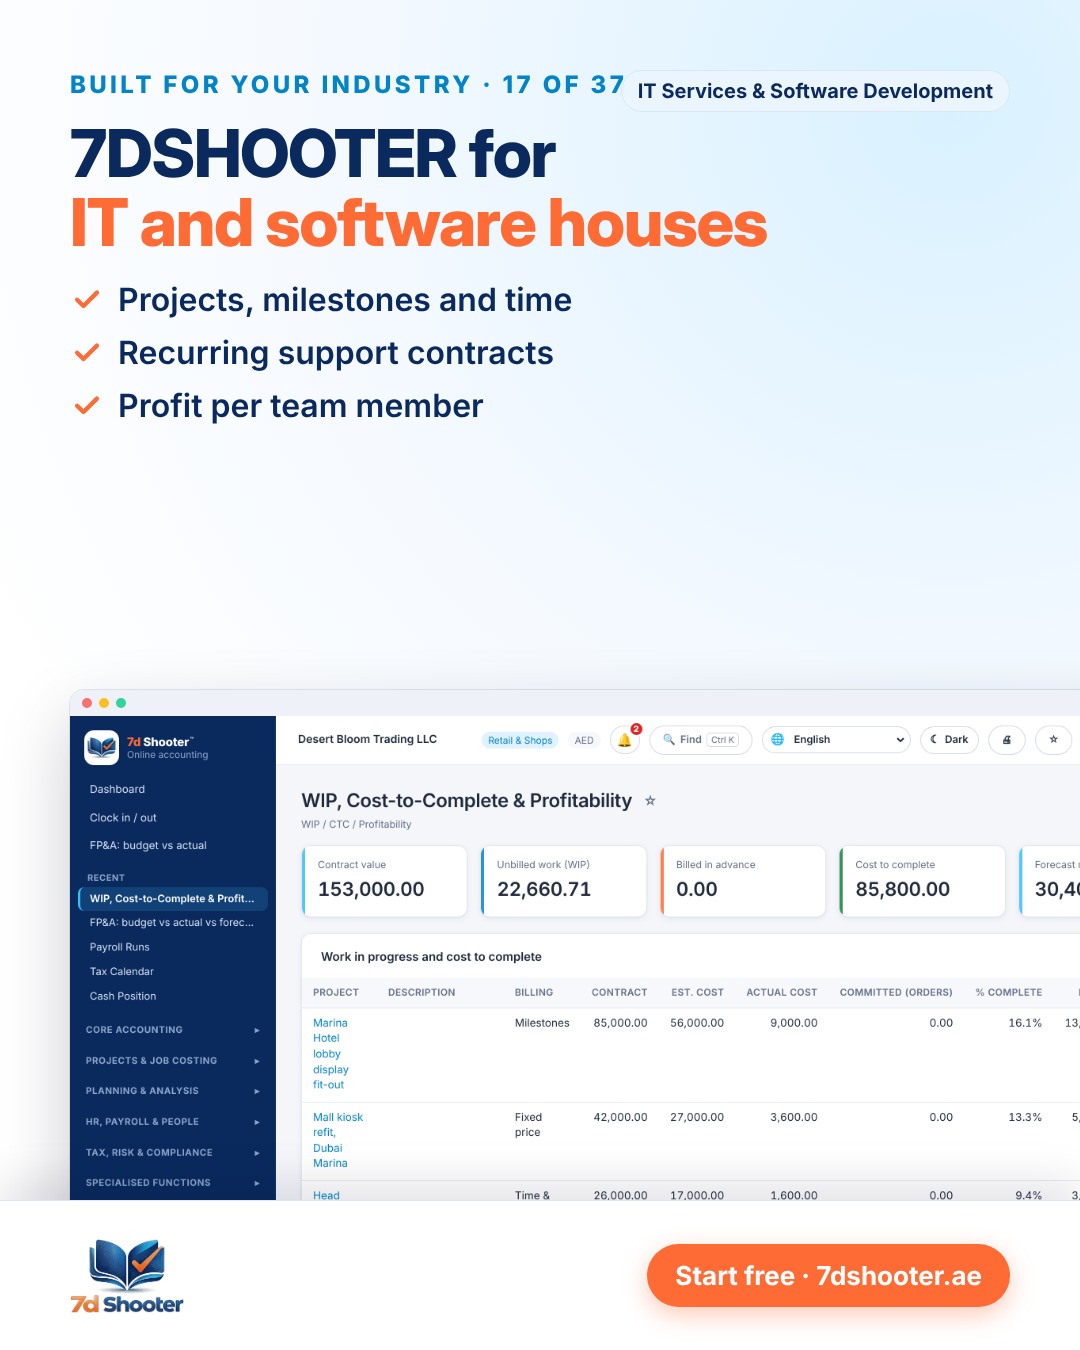 BUILT FOR YOUR INDUSTRY · 17 OF 37
IT Services & Software Development
7DSHOOTER for
IT and software houses
Projects, milestones and time
Recurring support contracts
Profit per team member
7d Shooter™
Online accounting
Dashboard
Clock in / out
FP&A: budget vs actual
RECENT
WIP, Cost-to-Complete & Profit...
FP&A: budget vs actual vs forec...
Payroll Runs
Tax Calendar
Cash Position
CORE ACCOUNTING
PROJECTS & JOB COSTING
PLANNING & ANALYSIS
HR, PAYROLL & PEOPLE
TAX, RISK & COMPLIANCE
SPECIALISED FUNCTIONS
Desert Bloom Trading LLC Retail & Shops AED 2 Find Ctrl K English Dark
WIP, Cost-to-Complete & Profitability
WIP / CTC / Profitability
Contract value
153,000.00
Unbilled work (WIP)
22,660.71
Billed in advance
0.00
Cost to complete
85,800.00
Forecast
30,40
Work in progress and cost to complete
PROJECT DESCRIPTION BILLING CONTRACT EST. COST ACTUAL COST COMMITTED (ORDERS) % COMPLETE
Marina Milestones 85,000.00 56,000.00 9,000.00 0.00 16.1% 13,
Hotel
lobby
display
fit-out
Mall kiosk Fixed 42,000.00 27,000.00 3,600.00 0.00 13.3% 5,
refit, price
Dubai
Marina
Head Time & 26,000.00 17,000.00 1,600.00 0.00 9.4% 3,
7d Shooter
Start free · 7dshooter.ae